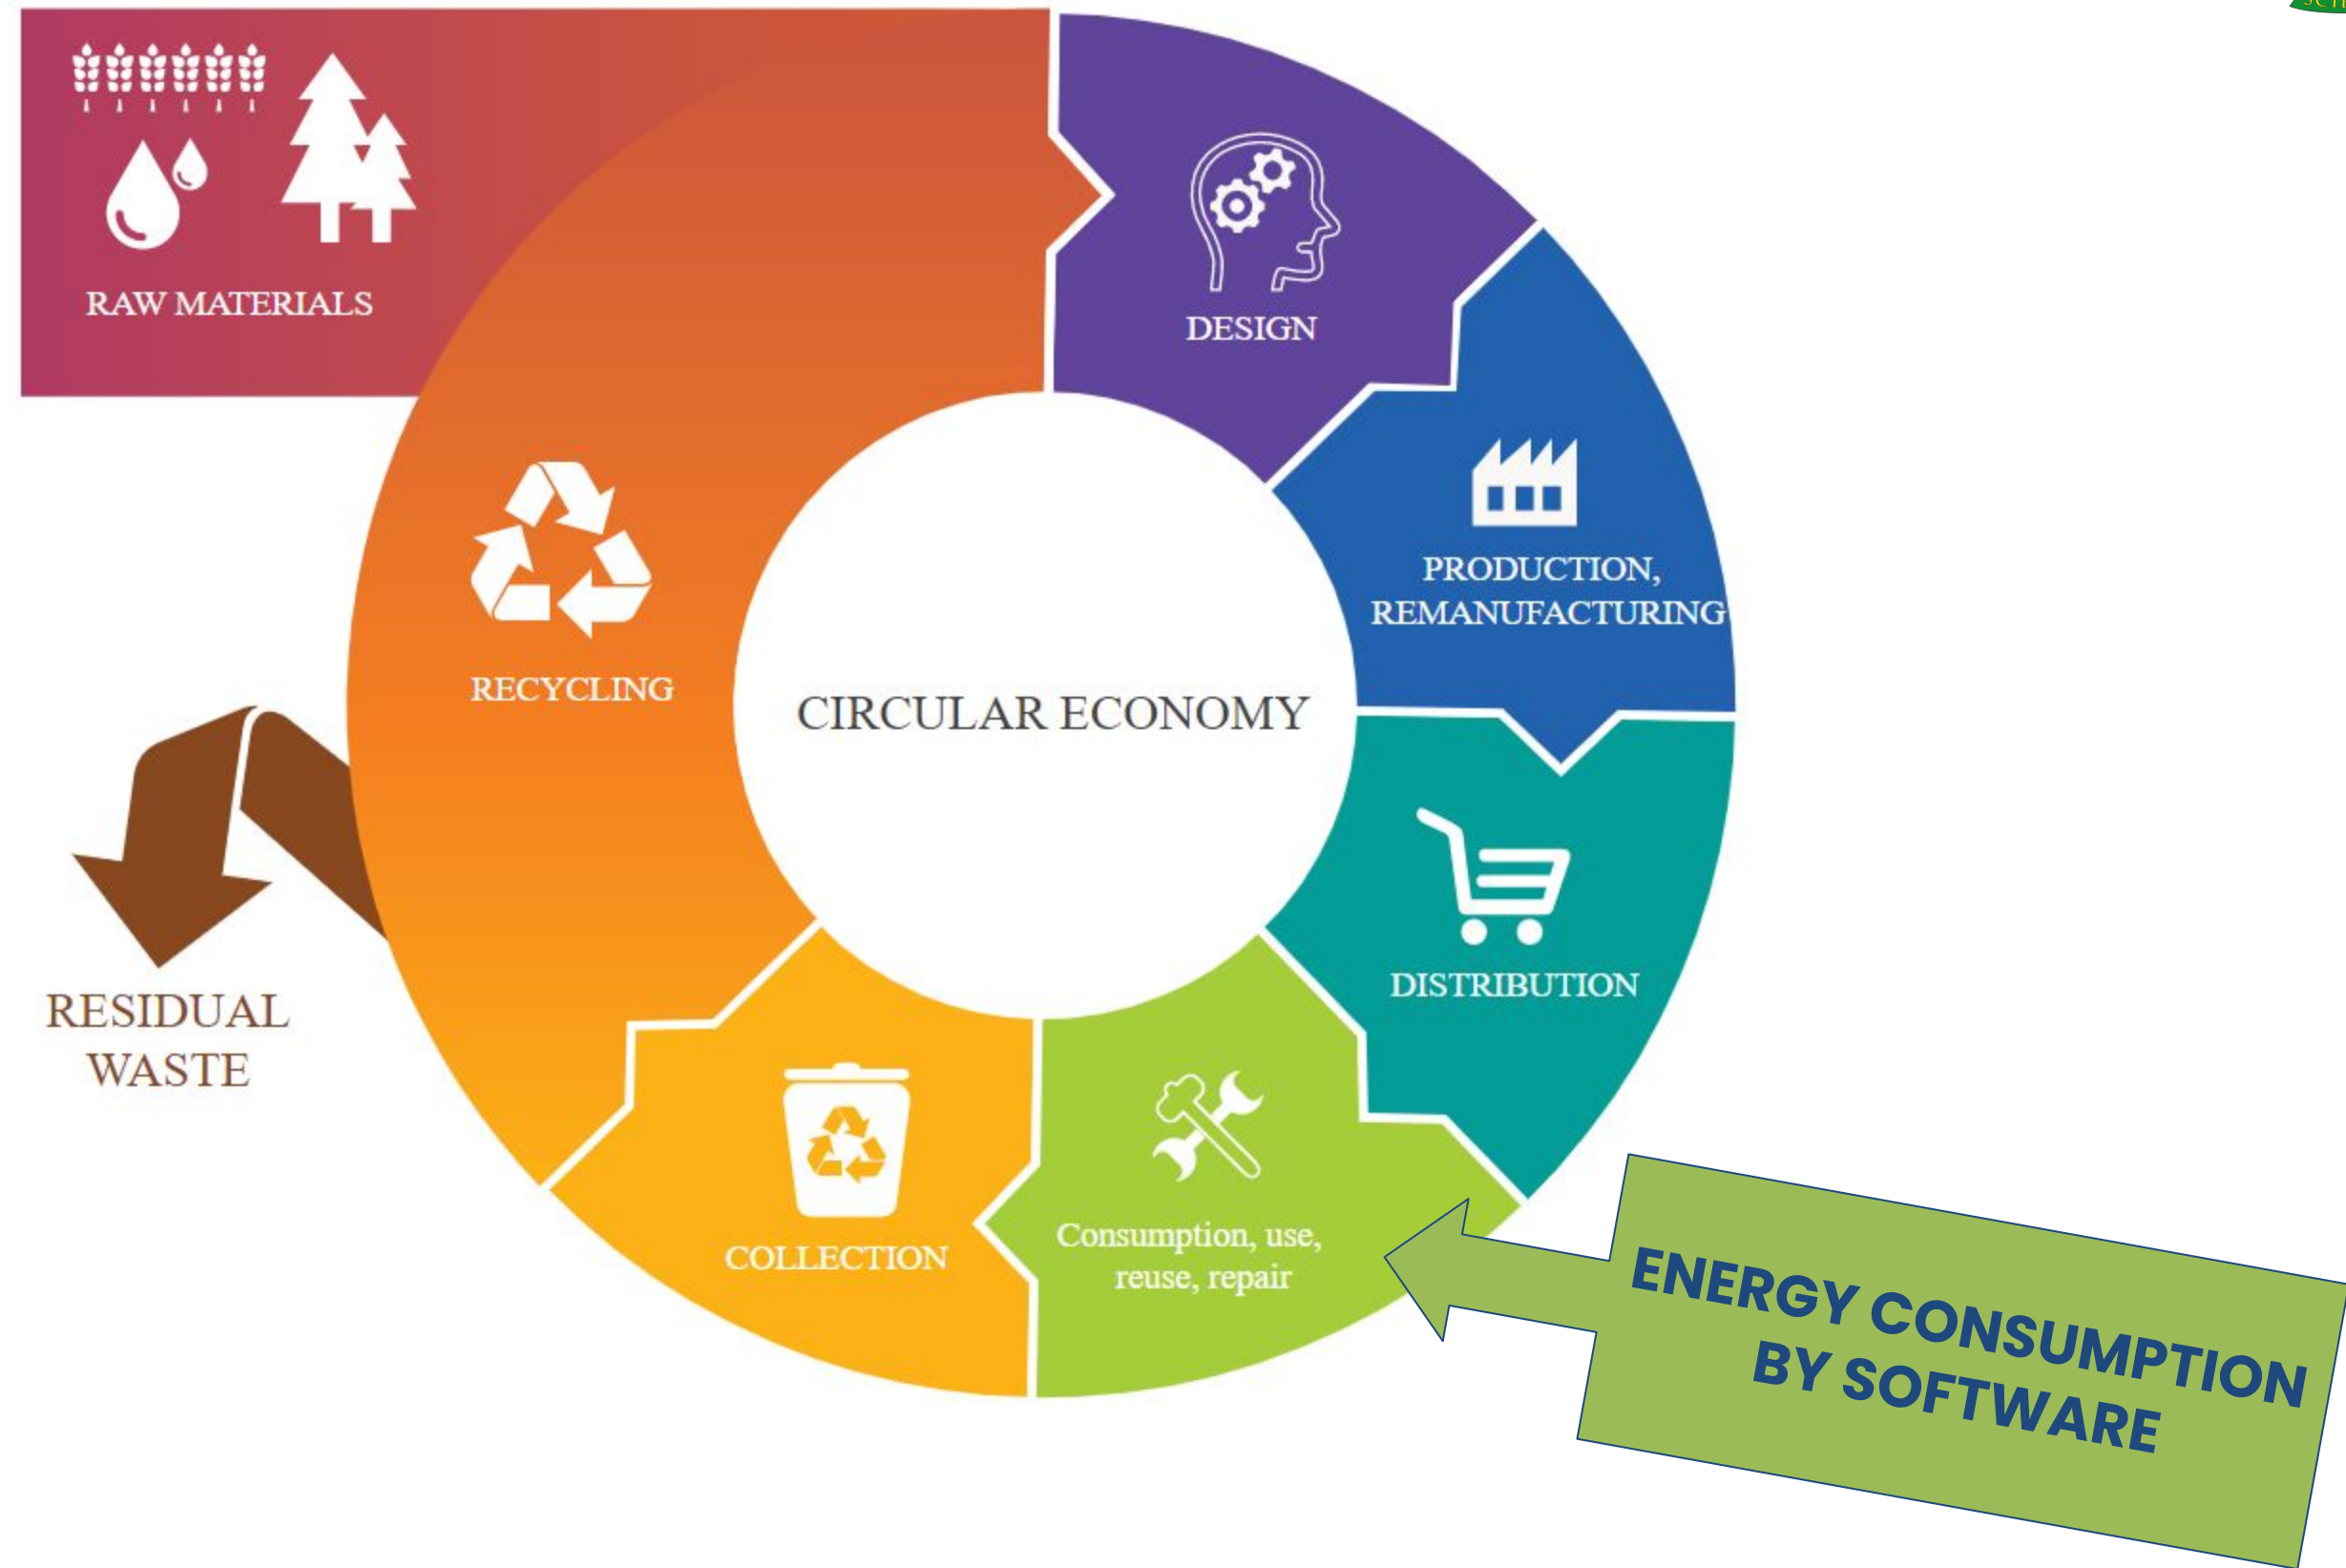 RAW MATERIALS
DESIGN
PRODUCTION,
REMANUFACTURING
RECYCLING
CIRCULAR ECONOMY
DISTRIBUTION
RESIDUAL
WASTE
COLLECTION
Consumption, use,
reuse, repair
ENERGY CONSUMPTION
BY SOFTWARE